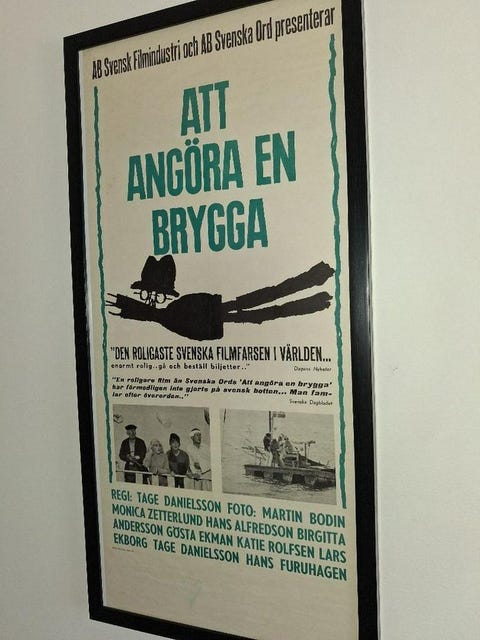 AB Svensk Filmindustri och AB Svenska Ord presenterar
ATT
ANGÖRA EN
BRYGGA
"DEN ROLIGASTE SVENSKA FILMFARSEN I VÄRLDEN...
enormt rolig..gå och beställ biljetter.."
Dagens Nyheter
"En roligare film än Svenska Ords 'Att angöra en brygga'
har förmodligen inte gjorts på svensk botten... Man fam-
lar efter överorden.."
Svenska Dagbladet
REGI: TAGE DANIELSSON FOTO: MARTIN BODIN
MONICA ZETTERLUND HANS ALFREDSON BIRGITTA
ANDERSSON GÖSTA EKMAN KATIE ROLFSEN LARS
EKBORG TAGE DANIELSSON HANS FURUHAGEN